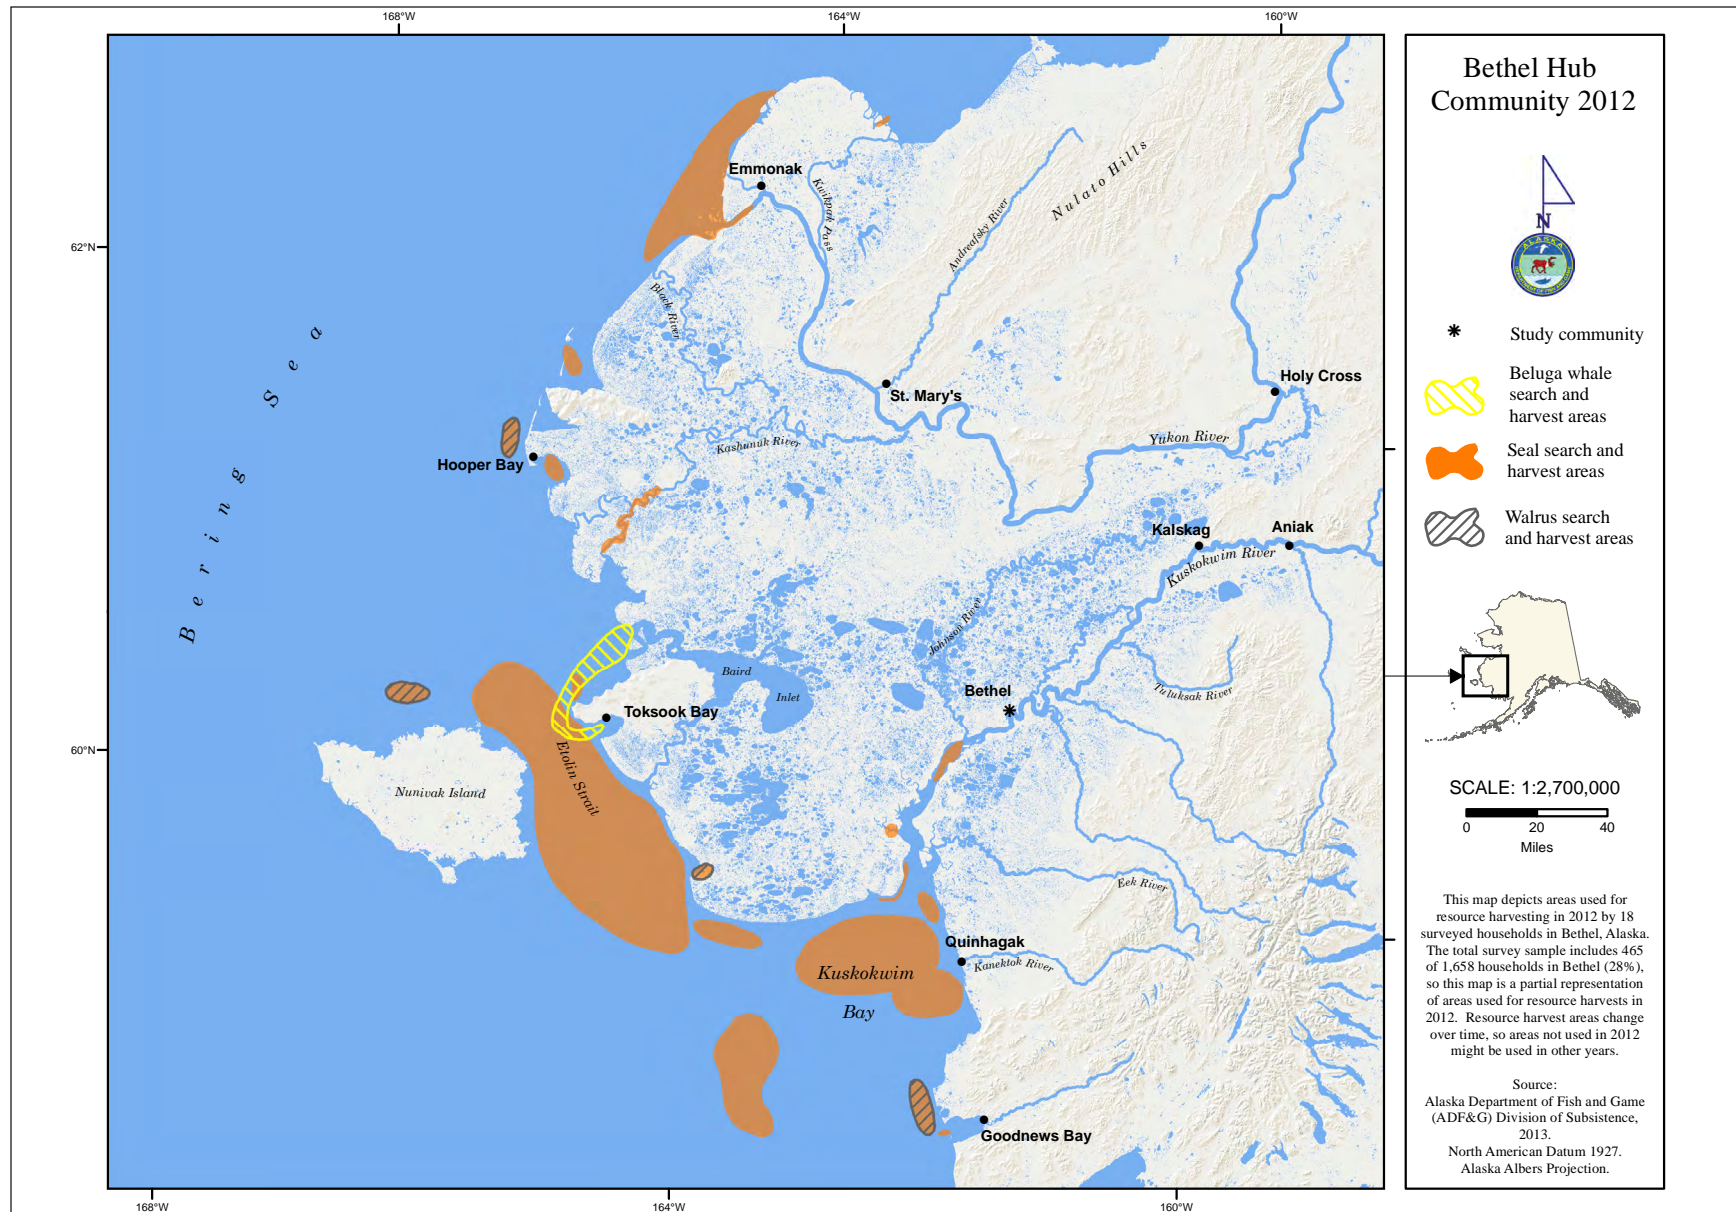 168°W
164°W
160°W
62°N
60°N
168°W
164°W
160°W
Emmonak
Kwikpak Pass
Andreafsky River
Nulato Hills
Black River
Bering Sea
St. Mary's
Holy Cross
Kashunuk River
Yukon River
Hooper Bay
Kalskag
Aniak
Kuskokwim River
Johnson River
Baird
Inlet
Bethel
Tuluksak River
Toksook Bay
Etolin Strait
Nunivak Island
Eek River
Quinhagak
Kanektok River
Kuskokwim
Bay
Goodnews Bay
Bethel Hub
Community 2012
N
ALASKA
Study community
Beluga whale
search and
harvest areas
Seal search and
harvest areas
Walrus search
and harvest areas
SCALE: 1:2,700,000
0 20 40
Miles
This map depicts areas used for
resource harvesting in 2012 by 18
surveyed households in Bethel, Alaska.
The total survey sample includes 465
of 1,658 households in Bethel (28%),
so this map is a partial representation
of areas used for resource harvests in
2012. Resource harvest areas change
over time, so areas not used in 2012
might be used in other years.
Source:
Alaska Department of Fish and Game
(ADF&G) Division of Subsistence,
2013.
North American Datum 1927.
Alaska Albers Projection.